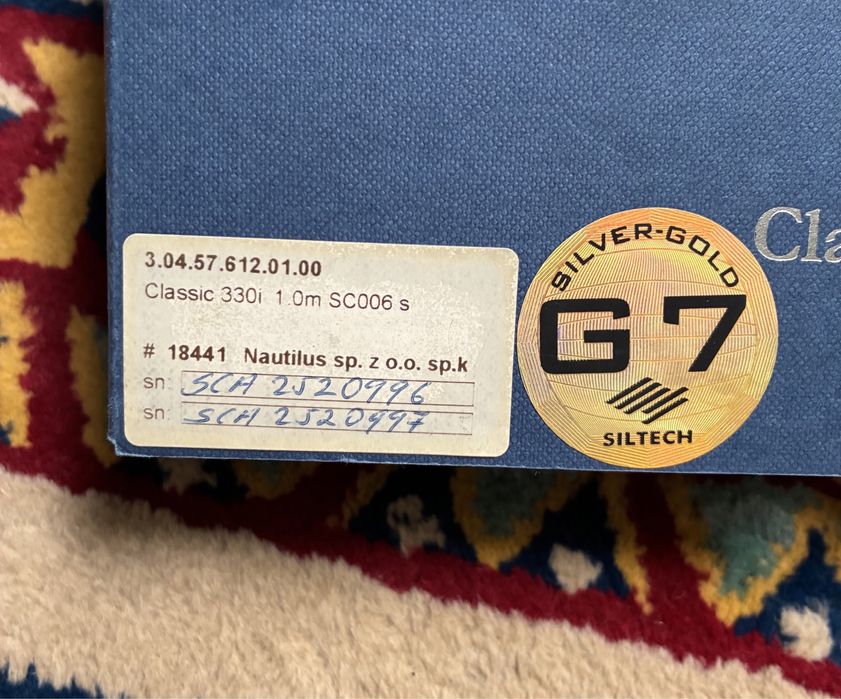 3.04.57.612.01.00
Classic 330i 1.0m SC006 s
# 18441 Nautilus sp. z o.o. sp.k
sn: SCH 2520996
sn: SCH 2520997
SILVER-GOLD
G7
SILTECH
Cla